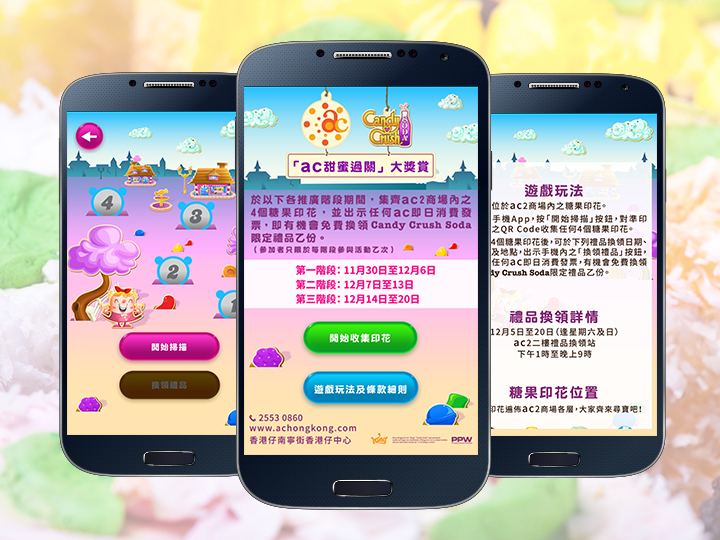 4
3
2
1
開始掃描
換領禮品
ac
Candy
Crush
SODA
「ac甜蜜過關」大獎賞
於以下各推廣階段期間，集齊ac2商場內之
4個糖果印花，並出示任何ac即日消費發
票，即有機會免費換領Candy Crush Soda
限定禮品乙份。
（參加者只限於每階段參與活動乙次）
第一階段：11月30日至12月6日
第二階段：12月7日至13日
第三階段：12月14日至20日
開始收集印花
遊戲玩法及條款細則
2553 0860
www.achongkong.com
香港仔南寧街香港仔中心
King
PPW
遊戲玩法
位於ac2商場內之糖果印花。
手機App，按「開始掃描」按鈕，對準印
之QR Code收集任何4個糖果印花。
4個糖果印花後，可於下列禮品換領日期、
及地點，出示手機內之「換領禮品」按鈕，
任何ac即日消費發票，有機會免費換領
dy Crush Soda限定禮品乙份。
禮品換領詳情
12月5日至20日（逢星期六及日）
ac2二樓禮品換領站
下午1時至晚上9時
糖果印花位置
印花遍佈ac2商場各層，大家齊來尋寶吧！